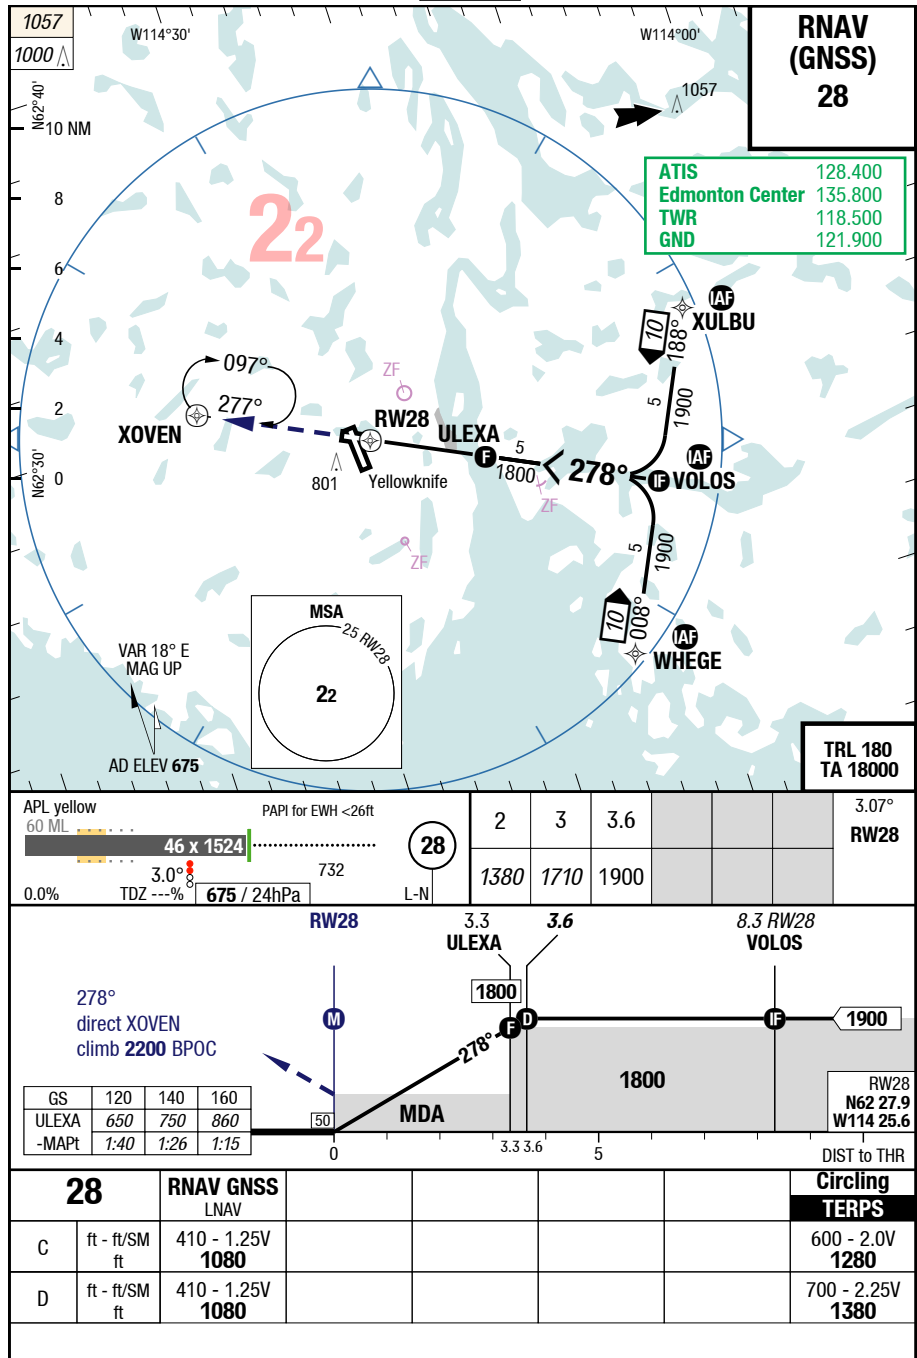 1057
1000
W114°30'
W114°00'
RNAV
(GNSS)
28
N62°40'
10 NM
1057
ATIS 128.400
Edmonton Center 135.800
TWR 118.500
GND 121.900
8
22
6
IAF
XULBU
4
10
188°
097°
ZF
5
1900
277°
2
RW28
XOVEN
ULEXA
5
IAF
F
278°
N62°30'
0
1800
IF
VOLOS
801
Yellowknife
ZF
5
1900
ZF
MSA
25 RW28
22
10
008°
IAF
WHEGE
VAR 18° E
MAG UP
AD ELEV 675
TRL 180
TA 18000
APL yellow
60 ML
PAPI for EWH <26ft
46 x 1524
28
3.0°
732
0.0%
TDZ ---%
675 / 24hPa
L-N
2 3 3.6
3.07°
RW28
1380 1710 1900
RW28
3.3
ULEXA
3.6
8.3 RW28
VOLOS
1800
278°
direct XOVEN
climb 2200 BPOC
M
F
D
IF
1900
278°
1800
GS 120 140 160
ULEXA 650 750 860
-MAPt 1:40 1:26 1:15
50
MDA
RW28
N62 27.9
W114 25.6
0
3.3 3.6
5
DIST to THR
28
RNAV GNSS
LNAV
Circling
TERPS
C
ft - ft/SM
ft
410 - 1.25V
1080
600 - 2.0V
1280
D
ft - ft/SM
ft
410 - 1.25V
1080
700 - 2.25V
1380